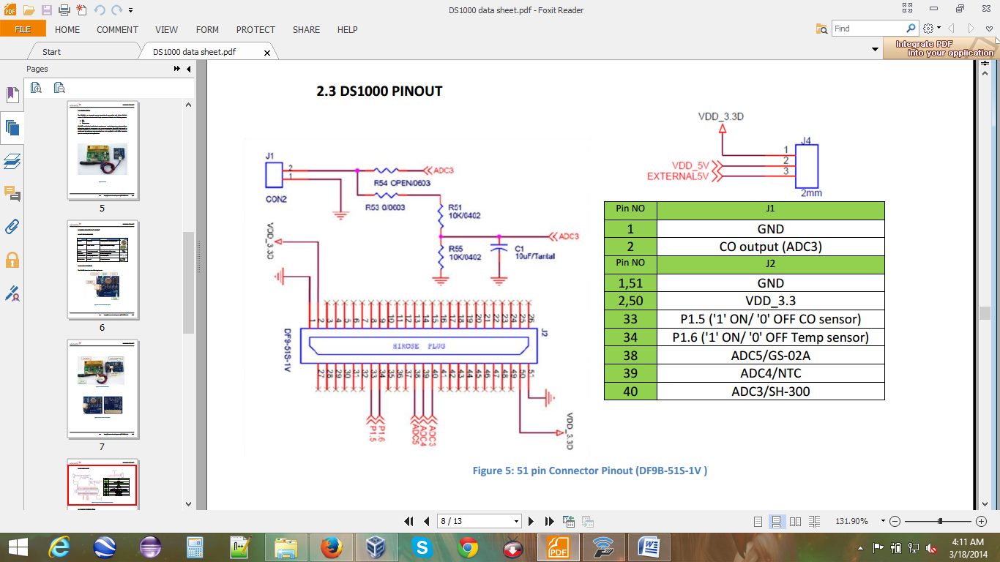 DS1000 data sheet.pdf - Foxit Reader
FILE HOME COMMENT VIEW FORM PROTECT SHARE HELP
Find
Start
DS1000 data sheet.pdf
Integrate PDF
into your application
Pages
5
6
7
2.3 DS1000 PINOUT
J1
2
1
CON2
R54 OPEN/0603
ADC3
R53 0/0603
R51
10K/0402
ADC3
R55
10K/0402
C1
10uF/Tantal
VDD_3.3D
VDD_3.3D
J4
1
2
3
VDD_5V
EXTERNAL5V
2mm
1 2 3 4 5 6 7 8 9 10 11 12 13 14 15 16 17 18 19 20 21 22 23 24 25 26
DF9-51S-1V
HIROSE PLUG
J2
27 28 29 30 31 32 33 34 35 36 37 38 39 40 41 42 43 44 45 46 47 48 49 50 51
P1.5
P1.6
ADC5
ADC4
ADC3
VDD_3.3D
Pin NO J1
1 GND
2 CO output (ADC3)
Pin NO J2
1,51 GND
2,50 VDD_3.3
33 P1.5 ('1' ON/ '0' OFF CO sensor)
34 P1.6 ('1' ON/ '0' OFF Temp sensor)
38 ADC5/GS-02A
39 ADC4/NTC
40 ADC3/SH-300
Figure 5: 51 pin Connector Pinout (DF9B-51S-1V )
8 / 13
131.90%
4:11 AM
3/18/2014